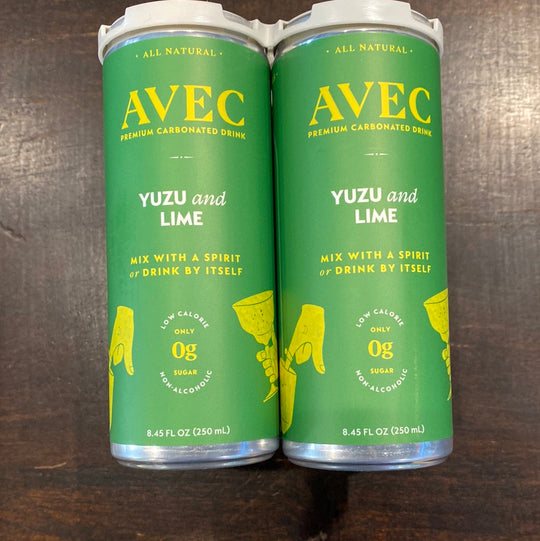 · ALL NATURAL ·
AVEC
PREMIUM CARBONATED DRINK
YUZU and
LIME
MIX WITH A SPIRIT
or DRINK BY ITSELF
LOW CALORIE
ONLY
0g
SUGAR
NON-ALCOHOLIC
8.45 FL OZ (250 mL)
· ALL NATURAL ·
AVEC
PREMIUM CARBONATED DRINK
YUZU and
LIME
MIX WITH A SPIRIT
or DRINK BY ITSELF
LOW CALORIE
ONLY
0g
SUGAR
NON-ALCOHOLIC
8.45 FL OZ (250 mL)